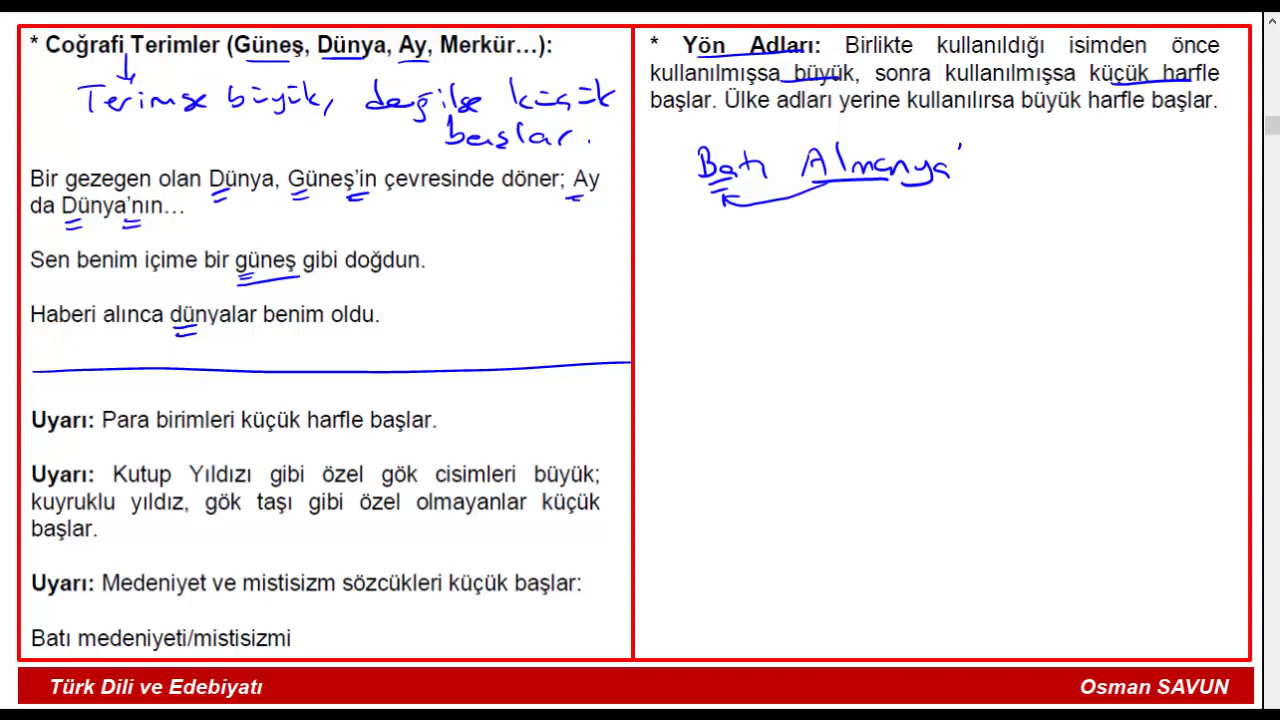 * Coğrafi Terimler (Güneş, Dünya, Ay, Merkür…):
Terimse büyük, değilse küçük
başlar.
Bir gezegen olan Dünya, Güneş’in çevresinde döner; Ay
da Dünya’nın…
Sen benim içime bir güneş gibi doğdun.
Haberi alınca dünyalar benim oldu.
Uyarı: Para birimleri küçük harfle başlar.
Uyarı: Kutup Yıldızı gibi özel gök cisimleri büyük;
kuyruklu yıldız, gök taşı gibi özel olmayanlar küçük
başlar.
Uyarı: Medeniyet ve mistisizm sözcükleri küçük başlar:
Batı medeniyeti/mistisizmi
* Yön Adları: Birlikte kullanıldığı isimden önce
kullanılmışsa büyük, sonra kullanılmışsa küçük harfle
başlar. Ülke adları yerine kullanılırsa büyük harfle başlar.
Batı Almanya'
Türk Dili ve Edebiyatı
Osman SAVUN